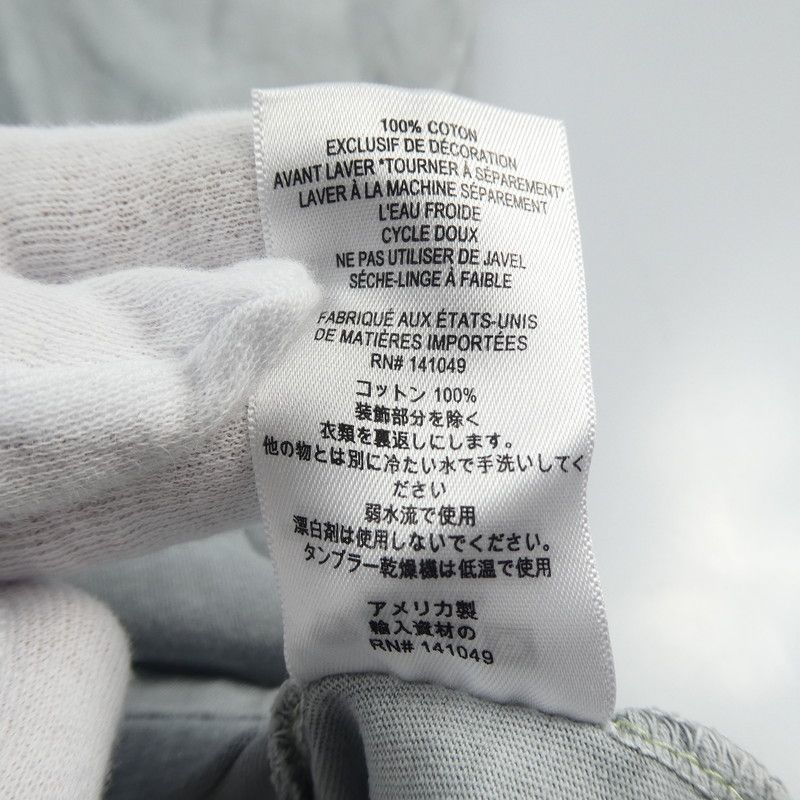 100% COTON
EXCLUSIF DE DÉCORATION
AVANT LAVER "TOURNER À SÉPAREMENT"
LAVER À LA MACHINE SÉPAREMENT
L'EAU FROIDE
CYCLE DOUX
NE PAS UTILISER DE JAVEL
SÉCHE-LINGE À FAIBLE
FABRIQUÉ AUX ÉTATS-UNIS
DE MATIÈRES IMPORTÉES
RN# 141049
コットン 100%
装飾部分を除く
衣類を裏返しにします。
他の物とは別に冷たい水で手洗いしてく
ださい
弱水流で使用
漂白剤は使用しないでください。
タンブラー乾燥機は低温で使用
アメリカ製
輸入資材の
RN# 141049